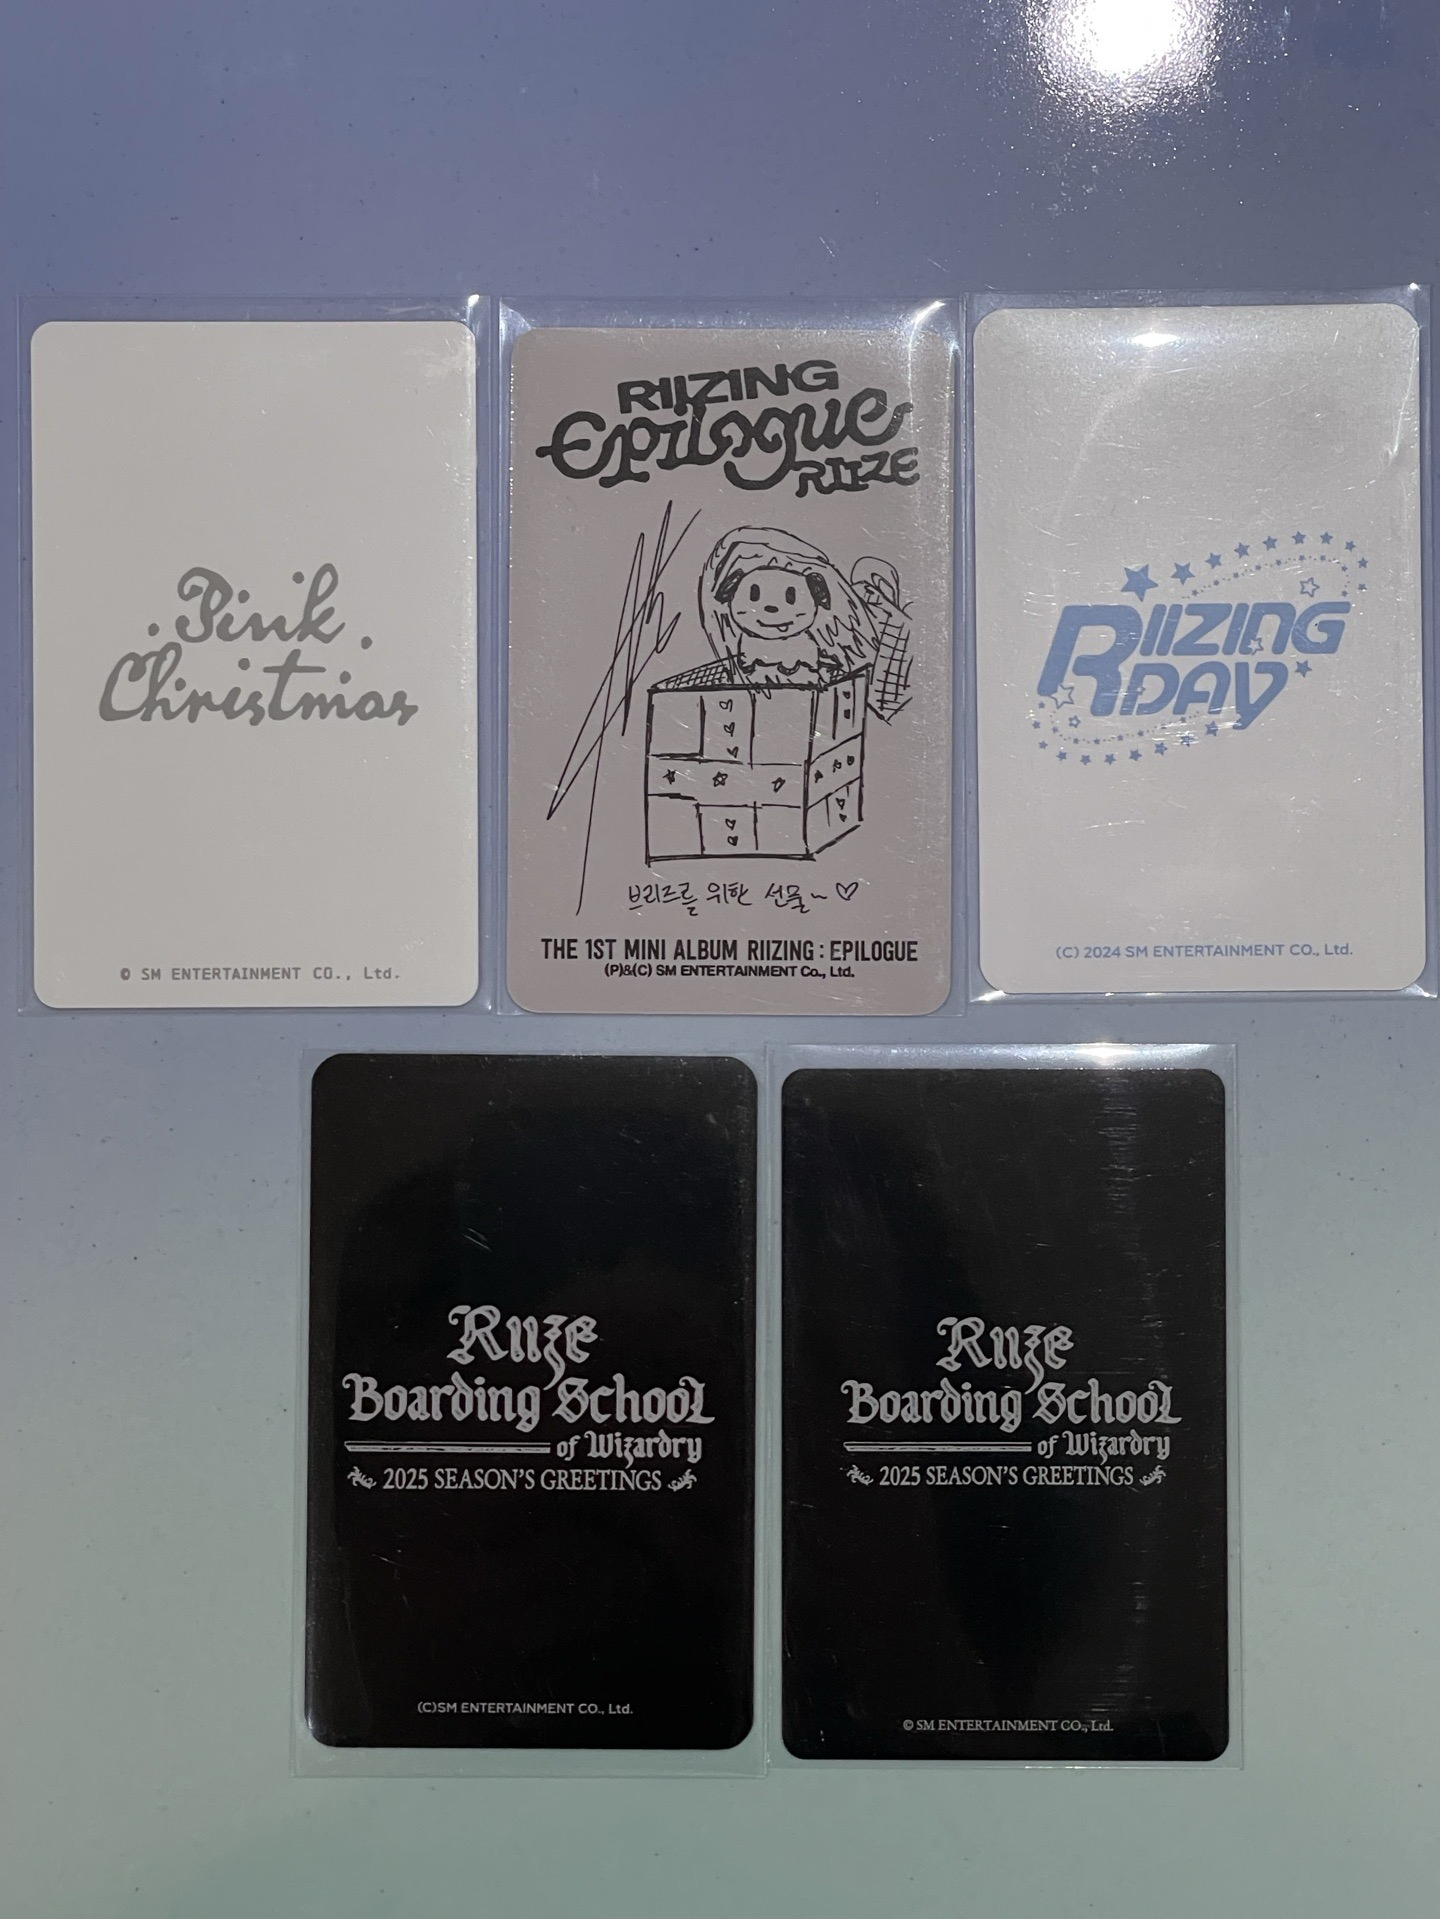 Pink
Christmas
© SM ENTERTAINMENT CO., Ltd.
RIIZING
Epilogue
RIIZE
브리즈를 위한 선물~ ♡
THE 1ST MINI ALBUM RIIZING : EPILOGUE
(P)&(C) SM ENTERTAINMENT Co., Ltd.
RIIZING
DAY
(C) 2024 SM ENTERTAINMENT CO., Ltd.
RIIZE
Boarding School
of Wizardry
2025 SEASON'S GREETINGS
(C)SM ENTERTAINMENT CO., Ltd.
RIIZE
Boarding School
of Wizardry
2025 SEASON'S GREETINGS
© SM ENTERTAINMENT CO., Ltd.